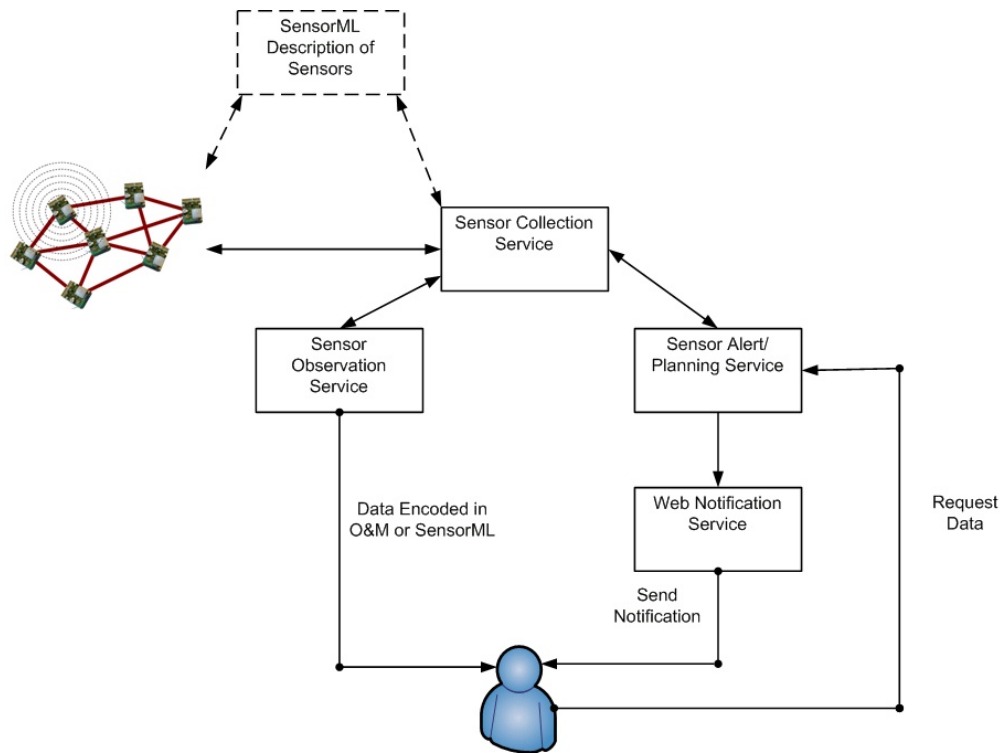 SensorML
Description of
Sensors
Sensor Collection
Service
Sensor
Observation
Service
Sensor Alert/
Planning Service
Data Encoded in
O&M or SensorML
Web Notification
Service
Request
Data
Send
Notification